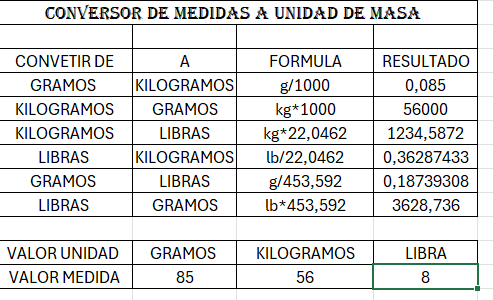 CONVERSOR DE MEDIDAS A UNIDAD DE MASA
CONVETIR DE A FORMULA RESULTADO
GRAMOS KILOGRAMOS g/1000 0,085
KILOGRAMOS GRAMOS kg*1000 56000
KILOGRAMOS LIBRAS kg*22,0462 1234,5872
LIBRAS KILOGRAMOS lb/22,0462 0,36287433
GRAMOS LIBRAS g/453,592 0,18739308
LIBRAS GRAMOS lb*453,592 3628,736
VALOR UNIDAD GRAMOS KILOGRAMOS LIBRA
VALOR MEDIDA 85 56 8